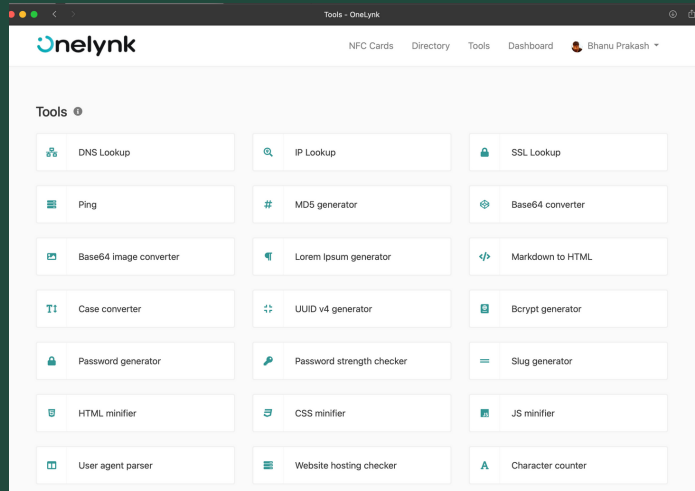 Tools - OneLynk
Onelynk NFC Cards Directory Tools Dashboard Bhanu Prakash
Tools
DNS Lookup IP Lookup SSL Lookup
Ping MD5 generator Base64 converter
Base64 image converter Lorem Ipsum generator Markdown to HTML
Case converter UUID v4 generator Bcrypt generator
Password generator Password strength checker Slug generator
HTML minifier CSS minifier JS minifier
User agent parser Website hosting checker Character counter